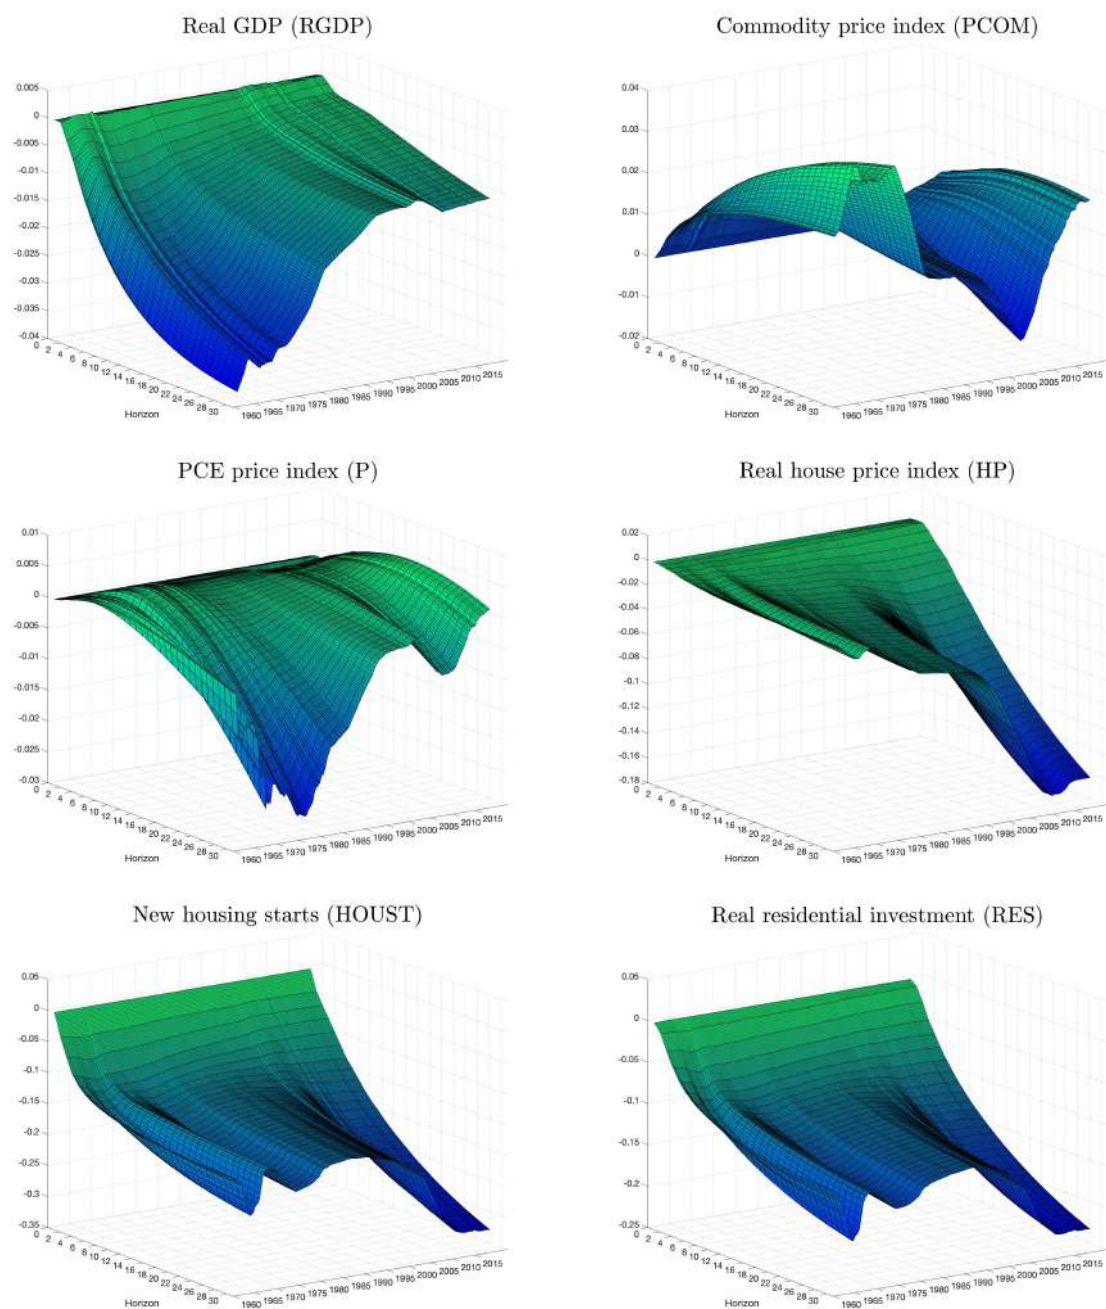 Real GDP (RGDP)
0.005
0
-0.005
-0.01
-0.015
-0.02
-0.025
-0.03
-0.035
-0.04
0 2 4 6 8 10 12 14 16 18 20 22 24 26 28 30
Horizon
1960 1965 1970 1975 1980 1985 1990 1995 2000 2005 2010 2015
Commodity price index (PCOM)
0.04
0.03
0.02
0.01
0
-0.01
-0.02
0 2 4 6 8 10 12 14 16 18 20 22 24 26 28 30
Horizon
1960 1965 1970 1975 1980 1985 1990 1995 2000 2005 2010 2015
PCE price index (P)
0.01
0.005
0
-0.005
-0.01
-0.015
-0.02
-0.025
-0.03
0 2 4 6 8 10 12 14 16 18 20 22 24 26 28 30
Horizon
1960 1965 1970 1975 1980 1985 1990 1995 2000 2005 2010 2015
Real house price index (HP)
0.02
0
-0.02
-0.04
-0.06
-0.08
-0.1
-0.12
-0.14
-0.16
-0.18
0 2 4 6 8 10 12 14 16 18 20 22 24 26 28 30
Horizon
1960 1965 1970 1975 1980 1985 1990 1995 2000 2005 2010 2015
New housing starts (HOUST)
0.05
0
-0.05
-0.1
-0.15
-0.2
-0.25
-0.3
-0.35
0 2 4 6 8 10 12 14 16 18 20 22 24 26 28 30
Horizon
1960 1965 1970 1975 1980 1985 1990 1995 2000 2005 2010 2015
Real residential investment (RES)
0.05
0
-0.05
-0.1
-0.15
-0.2
-0.25
0 2 4 6 8 10 12 14 16 18 20 22 24 26 28 30
Horizon
1960 1965 1970 1975 1980 1985 1990 1995 2000 2005 2010 2015